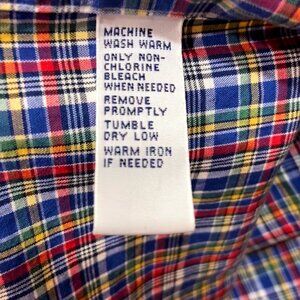 MACHINE
WASH WARM
ONLY NON-
CHLORINE
BLEACH
WHEN NEEDED
REMOVE
PROMPTLY
TUMBLE
DRY LOW
WARM IRON
IF NEEDED